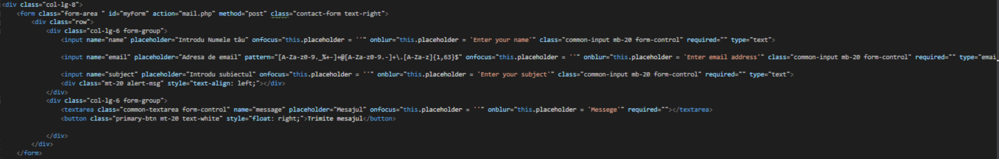 <div class="col-lg-8">
<form class="form-area " id="myForm" action="mail.php" method="post" class="contact-form text-right">
<div class="row">
<div class="col-lg-6 form-group">
<input name="name" placeholder="Introdu Numele tău" onfocus="this.placeholder = ''" onblur="this.placeholder = 'Enter your name'" class="common-input mb-20 form-control" required="" type="text">
<input name="email" placeholder="Adresa de email" pattern="[A-Za-z0-9._%+-]+@[A-Za-z0-9.-]+\.[A-Za-z]{1,63}$" onfocus="this.placeholder = ''" onblur="this.placeholder = 'Enter email address'" class="common-input mb-20 form-control" required="" type="emai
<input name="subject" placeholder="Introdu subiectul" onfocus="this.placeholder = ''" onblur="this.placeholder = 'Enter your subject'" class="common-input mb-20 form-control" required="" type="text">
<div class="mt-20 alert-msg" style="text-align: left;"></div>
</div>
<div class="col-lg-6 form-group">
<textarea class="common-textarea form-control" name="message" placeholder="Mesajul" onfocus="this.placeholder = ''" onblur="this.placeholder = 'Messege'" required=""></textarea>
<button class="primary-btn mt-20 text-white" style="float: right;">Trimite mesajul</button>
</div>
</div>
</form>